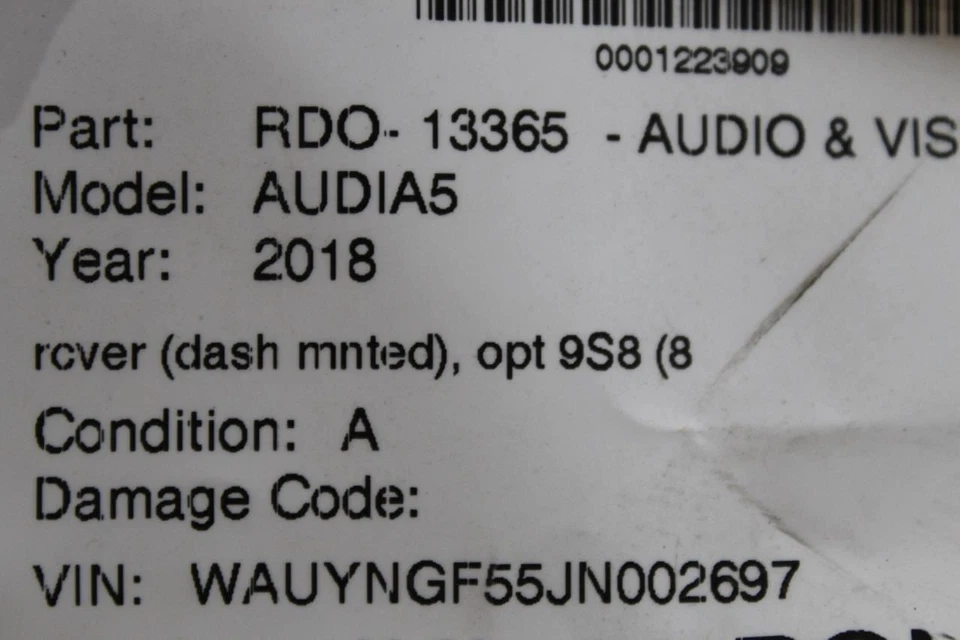 0001223909
Part: RDO- 13365 - AUDIO & VIS
Model: AUDIA5
Year: 2018
rcver (dash mnted), opt 9S8 (8
Condition: A
Damage Code:
VIN: WAUYNGF55JN002697